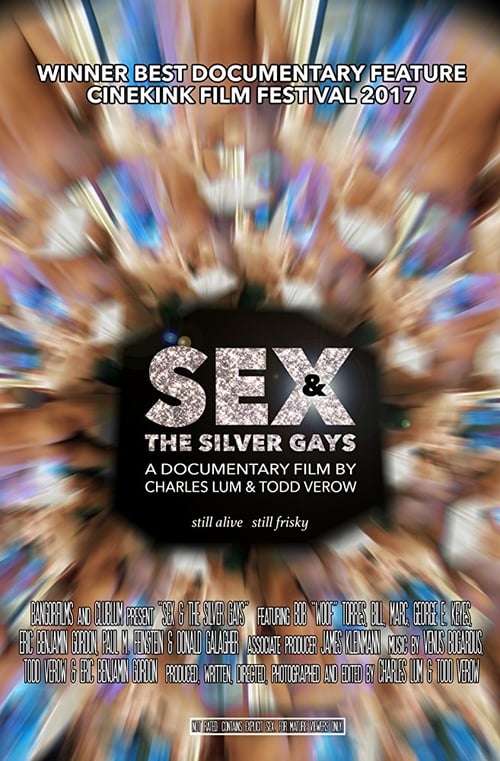 WINNER BEST DOCUMENTARY FEATURE
CINEKINK FILM FESTIVAL 2017
SEX &
THE SILVER GAYS
A DOCUMENTARY FILM BY
CHARLES LUM & TODD VEROW
still alive still frisky
BANGORFILMS AND CLUBLUM PRESENT "SEX & THE SILVER GAYS" FEATURING BOB "WOOF" TORRES, BILL, MARC, GEORGE E. KEYES,
ERIC BENJAMIN GORDON, PAUL M. FEINSTEIN & DONALD GALAGHER ASSOCIATE PRODUCER JAMES KLEINMANN MUSIC BY VENUS BOGARDUS,
TODD VEROW & ERIC BENJAMIN GORDON PRODUCED, WRITTEN, DIRECTED, PHOTOGRAPHED AND EDITED BY CHARLES LUM & TODD VEROW
NOT RATED. CONTAINS EXPLICIT SEX. FOR MATURE VIEWERS ONLY.